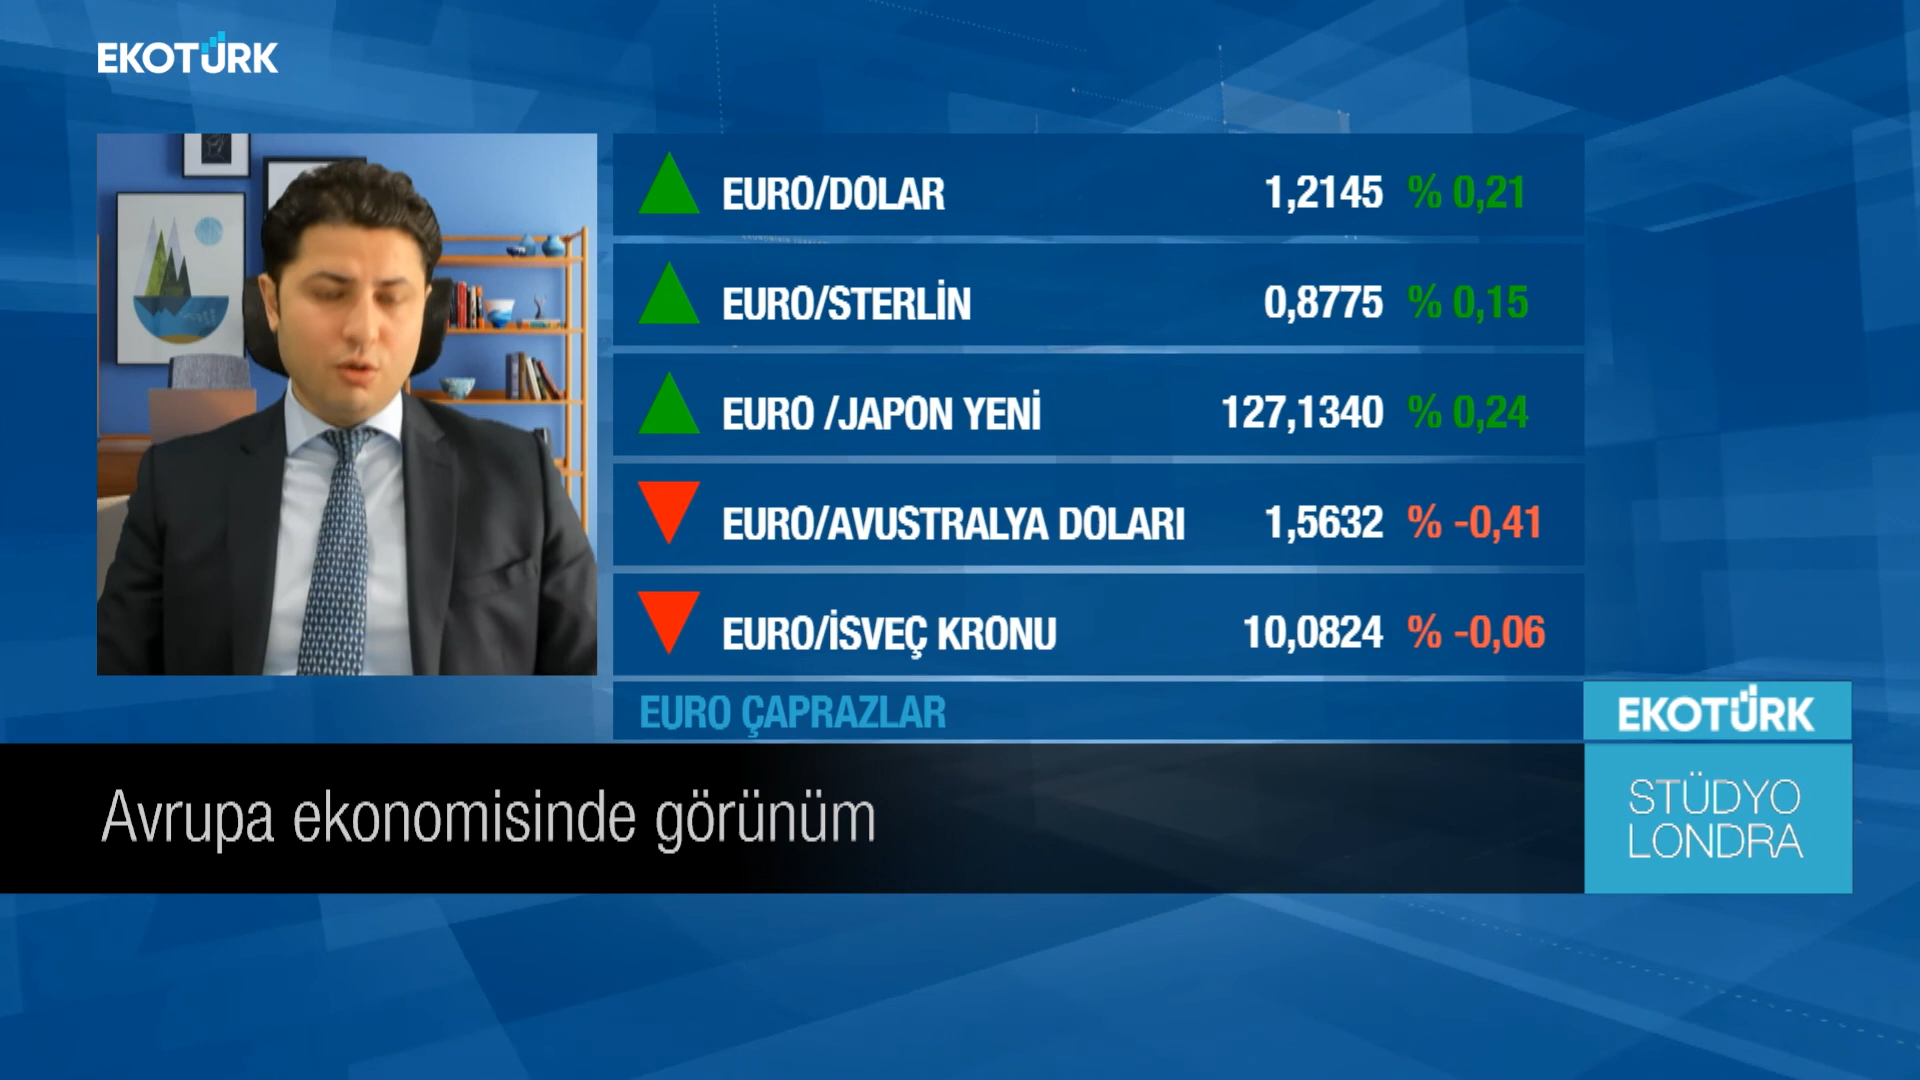 EKOTÜRK
EURO/DOLAR 1,2145 % 0,21
EURO/STERLİN 0,8775 % 0,15
EURO /JAPON YENİ 127,1340 % 0,24
EURO/AVUSTRALYA DOLARI 1,5632 % -0,41
EURO/İSVEÇ KRONU 10,0824 % -0,06
EURO ÇAPRAZLAR
EKOTÜRK
Avrupa ekonomisinde görünüm
STÜDYO
LONDRA